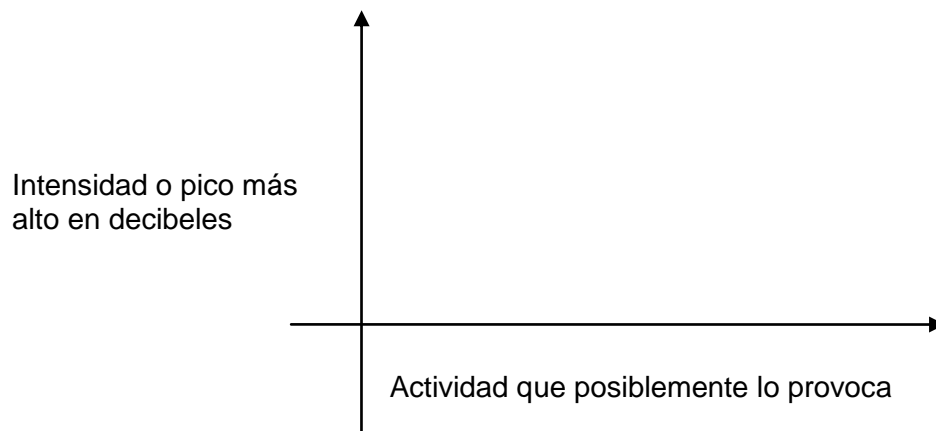 Intensidad o pico más
alto en decibeles
Actividad que posiblemente lo provoca